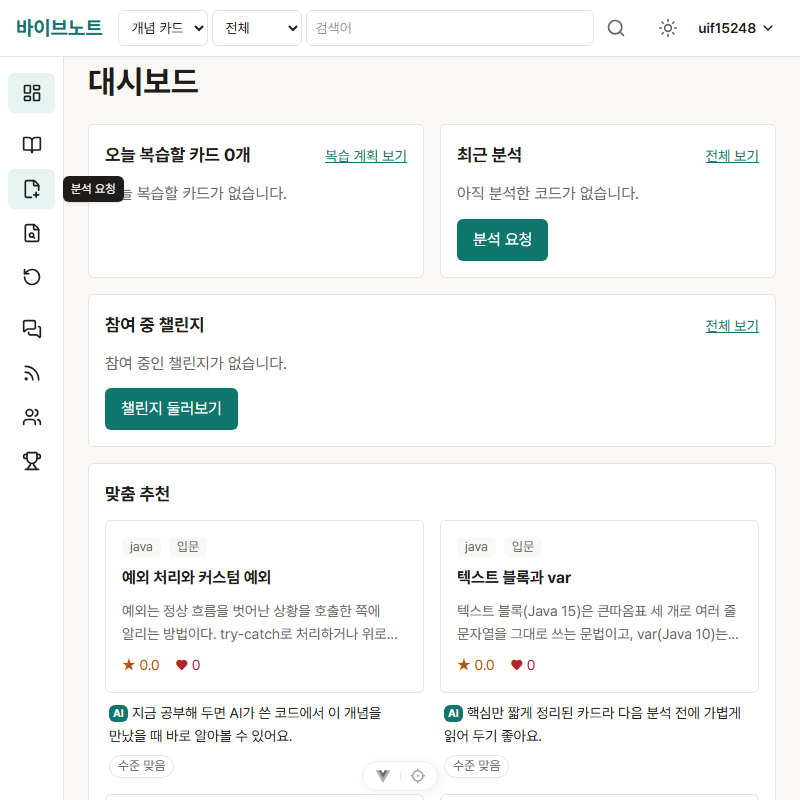 바이브노트
개념 카드
전체
검색어
uif15248
대시보드
오늘 복습할 카드 0개
복습 계획 보기
늘 복습할 카드가 없습니다.
분석 요청
최근 분석
전체 보기
아직 분석한 코드가 없습니다.
분석 요청
참여 중 챌린지
전체 보기
참여 중인 챌린지가 없습니다.
챌린지 둘러보기
맞춤 추천
java 입문
예외 처리와 커스텀 예외
예외는 정상 흐름을 벗어난 상황을 호출한 쪽에
알리는 방법이다. try-catch로 처리하거나 위로...
★ 0.0 ♥ 0
AI 지금 공부해 두면 AI가 쓴 코드에서 이 개념을
만났을 때 바로 알아볼 수 있어요.
수준 맞음
java 입문
텍스트 블록과 var
텍스트 블록(Java 15)은 큰따옴표 세 개로 여러 줄
문자열을 그대로 쓰는 문법이고, var(Java 10)는...
★ 0.0 ♥ 0
AI 핵심만 짧게 정리된 카드라 다음 분석 전에 가볍게
읽어 두기 좋아요.
수준 맞음